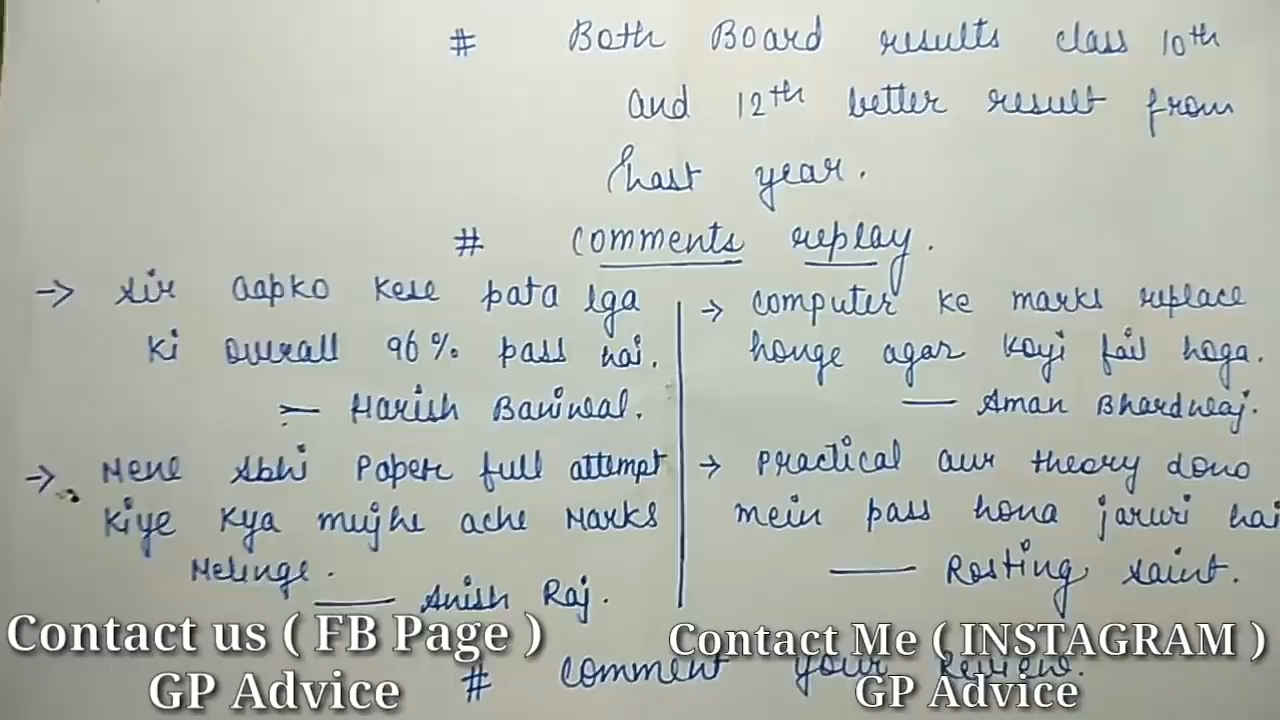 # Both Board results class 10th
and 12th better result from
Last year.
# comments replay.
→ sir aapko kese pata lga
ki overall 96% pass hai.
— Harish Baniwal.
→ Mene sbhi Paper full attempt
kiye kya mujhe ache Marks
Melenge.
— Anish Raj.
→ computer ke marks replace
honge agar koyi fail hoga.
— Aman Bhardwaj.
→ Practical aur theory dono
mein pass hona jaruri hai
— Rosting saint.
# comment your Review.
Contact us ( FB Page )
GP Advice
Contact Me ( INSTAGRAM )
GP Advice